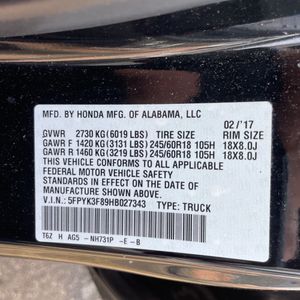 MFD. BY HONDA MFG. OF ALABAMA, LLC 02/'17
GVWR 2730 KG(6019 LBS) TIRE SIZE RIM SIZE
GAWR F 1420 KG(3131 LBS)245/60R18 105H 18X8.0J
GAWR R 1460 KG(3219 LBS)245/60R18 105H 18X8.0J
THIS VEHICLE CONFORMS TO ALL APPLICABLE
FEDERAL MOTOR VEHICLE SAFETY STANDARDS
IN EFFECT ON THE DATE OF
MANUFACTURE SHOWN ABOVE.
V.I.N.: 5FPYK3F89HB027343 TYPE: TRUCK
T6Z H AG5 -NH731P -E-B